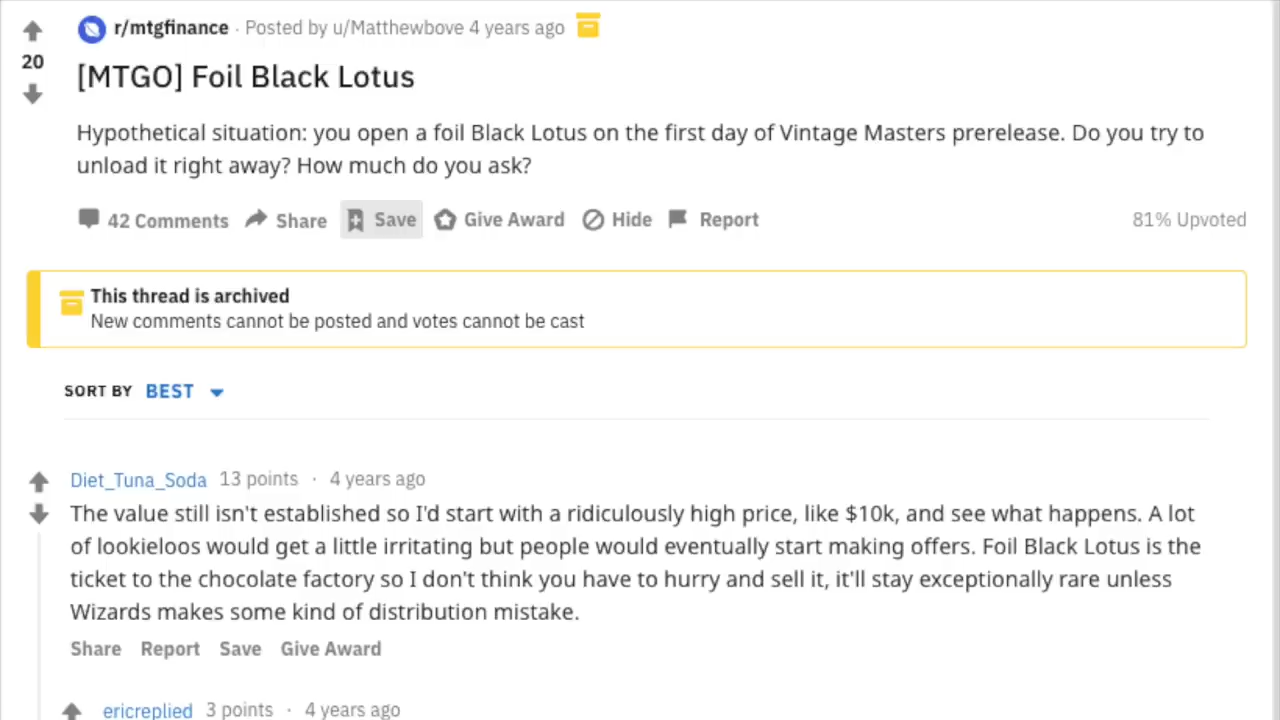 r/mtgfinance · Posted by u/Matthewbove 4 years ago
20
[MTGO] Foil Black Lotus
Hypothetical situation: you open a foil Black Lotus on the first day of Vintage Masters prerelease. Do you try to
unload it right away? How much do you ask?
42 Comments Share Save Give Award Hide Report 81% Upvoted
This thread is archived
New comments cannot be posted and votes cannot be cast
SORT BY BEST
Diet_Tuna_Soda 13 points · 4 years ago
The value still isn't established so I'd start with a ridiculously high price, like $10k, and see what happens. A lot
of lookieloos would get a little irritating but people would eventually start making offers. Foil Black Lotus is the
ticket to the chocolate factory so I don't think you have to hurry and sell it, it'll stay exceptionally rare unless
Wizards makes some kind of distribution mistake.
Share Report Save Give Award
ericreplied 3 points · 4 years ago